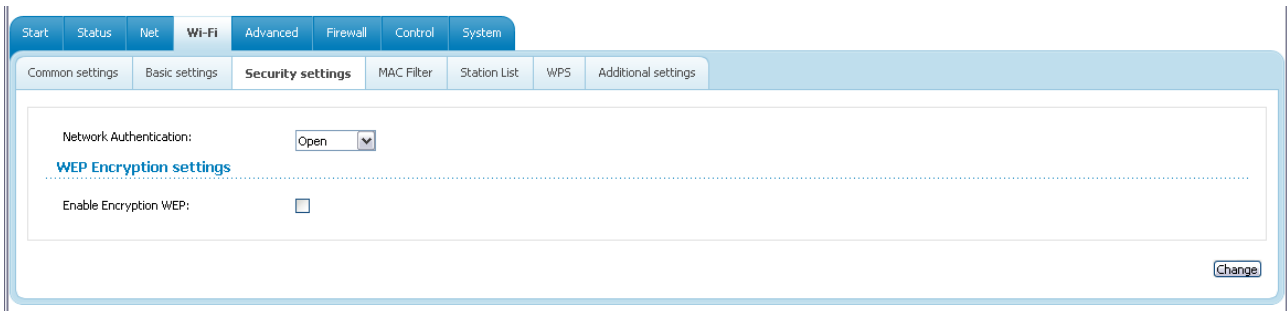 Start Status Net Wi-Fi Advanced Firewall Control System
Common settings Basic settings Security settings MAC Filter Station List WPS Additional settings
Network Authentication: Open
WEP Encryption settings
Enable Encryption WEP:
Change